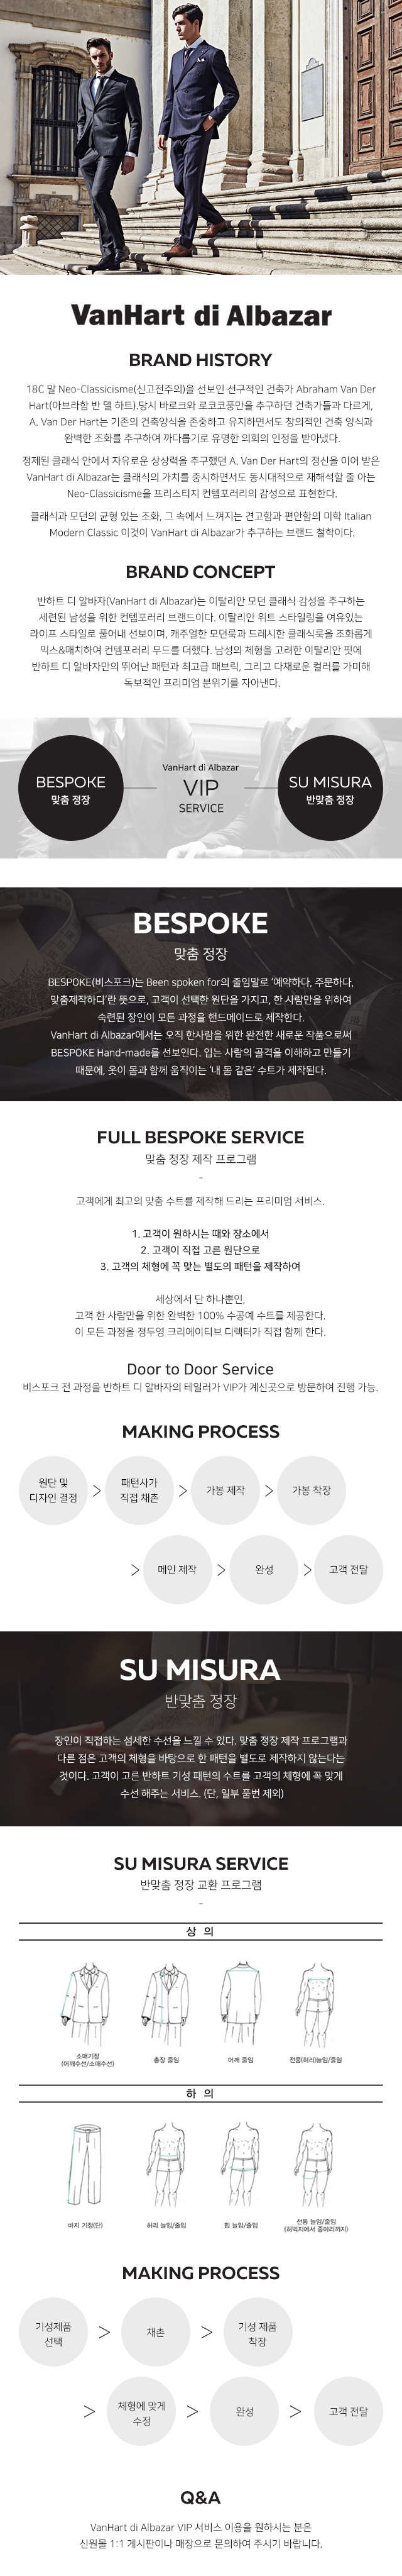 VanHart di Albazar
BRAND HISTORY
18C 말 Neo-Classicisme(신고전주의)을 선보인 선구적인 건축가 Abraham Van Der
Hart(아브라함 반 델 하트).당시 바로크와 로코코풍만을 추구하던 건축가들과 다르게,
A. Van Der Hart는 기존의 건축양식을 존중하고 유지하면서도 창의적인 건축 양식과
완벽한 조화를 추구하여 까다롭기로 유명한 의회의 인정을 받아냈다.
정제된 클래식 안에서 자유로운 상상력을 추구했던 A. Van Der Hart의 정신을 이어 받은
VanHart di Albazar는 클래식의 가치를 중시하면서도 동시대적으로 재해석할 줄 아는
Neo-Classicisme을 프리스티지 컨템포러리의 감성으로 표현한다.
클래식과 모던의 균형 있는 조화, 그 속에서 느껴지는 견고함과 편안함의 미학 Italian
Modern Classic 이것이 VanHart di Albazar가 추구하는 브랜드 철학이다.
BRAND CONCEPT
반하트 디 알바자(VanHart di Albazar)는 이탈리안 모던 클래식 감성을 추구하는
세련된 남성을 위한 컨템포러리 브랜드이다. 이탈리안 위트 스타일링을 여유있는
라이프 스타일로 풀어내 선보이며, 캐주얼한 모던룩과 드레시한 클래식룩을 조화롭게
믹스&매치하여 컨템포러리 무드를 더했다. 남성의 체형을 고려한 이탈리안 핏에
반하트 디 알바자만의 뛰어난 패턴과 최고급 패브릭, 그리고 다채로운 컬러를 가미해
독보적인 프리미엄 분위기를 자아낸다.
BESPOKE
맞춤 정장
VanHart di Albazar
VIP
SERVICE
SU MISURA
반맞춤 정장
BESPOKE
맞춤 정장
BESPOKE(비스포크)는 Been spoken for의 줄임말로 '예약하다, 주문하다,
맞춤제작하다'란 뜻으로, 고객이 선택한 원단을 가지고, 한 사람만을 위하여
숙련된 장인이 모든 과정을 핸드메이드로 제작한다.
VanHart di Albazar에서는 오직 한사람을 위한 완전한 새로운 작품으로써
BESPOKE Hand-made를 선보인다. 입는 사람의 골격을 이해하고 만들기
때문에, 옷이 몸과 함께 움직이는 '내 몸 같은' 수트가 제작된다.
FULL BESPOKE SERVICE
맞춤 정장 제작 프로그램
-
고객에게 최고의 맞춤 수트를 제작해 드리는 프리미엄 서비스.
1. 고객이 원하시는 때와 장소에서
2. 고객이 직접 고른 원단으로
3. 고객의 체형에 꼭 맞는 별도의 패턴을 제작하여
세상에서 단 하나뿐인,
고객 한 사람만을 위한 완벽한 100% 수공예 수트를 제공한다.
이 모든 과정을 정두영 크리에이티브 디렉터가 직접 함께 한다.
Door to Door Service
비스포크 전 과정을 반하트 디 알바자의 테일러가 VIP가 계신곳으로 방문하여 진행 가능.
MAKING PROCESS
원단 및
디자인 결정
>
패턴사가
직접 채촌
>
가봉 제작
>
가봉 착장
>
메인 제작
>
완성
>
고객 전달
SU MISURA
반맞춤 정장
장인이 직접하는 섬세한 수선을 느낄 수 있다. 맞춤 정장 제작 프로그램과
다른 점은 고객의 체형을 바탕으로 한 패턴을 별도로 제작하지 않는다는
것이다. 고객이 고른 반하트 기성 패턴의 수트를 고객의 체형에 꼭 맞게
수선 해주는 서비스. (단, 일부 품번 제외)
SU MISURA SERVICE
반맞춤 정장 교환 프로그램
-
상 의
소매기장
(어깨수선/소매수선)
총장 줄임
어깨 줄임
전품(허리)늘임/줄임
하 의
바지 기장(단)
허리 늘임/줄임
힙 늘임/줄임
전통 늘임/줄임
(허벅지에서 종아리까지)
MAKING PROCESS
기성제품
선택
>
채촌
>
기성 제품
착장
>
체형에 맞게
수정
>
완성
>
고객 전달
Q&A
VanHart di Albazar VIP 서비스 이용을 원하시는 분은
신원몰 1:1 게시판이나 매장으로 문의하여 주시기 바랍니다.